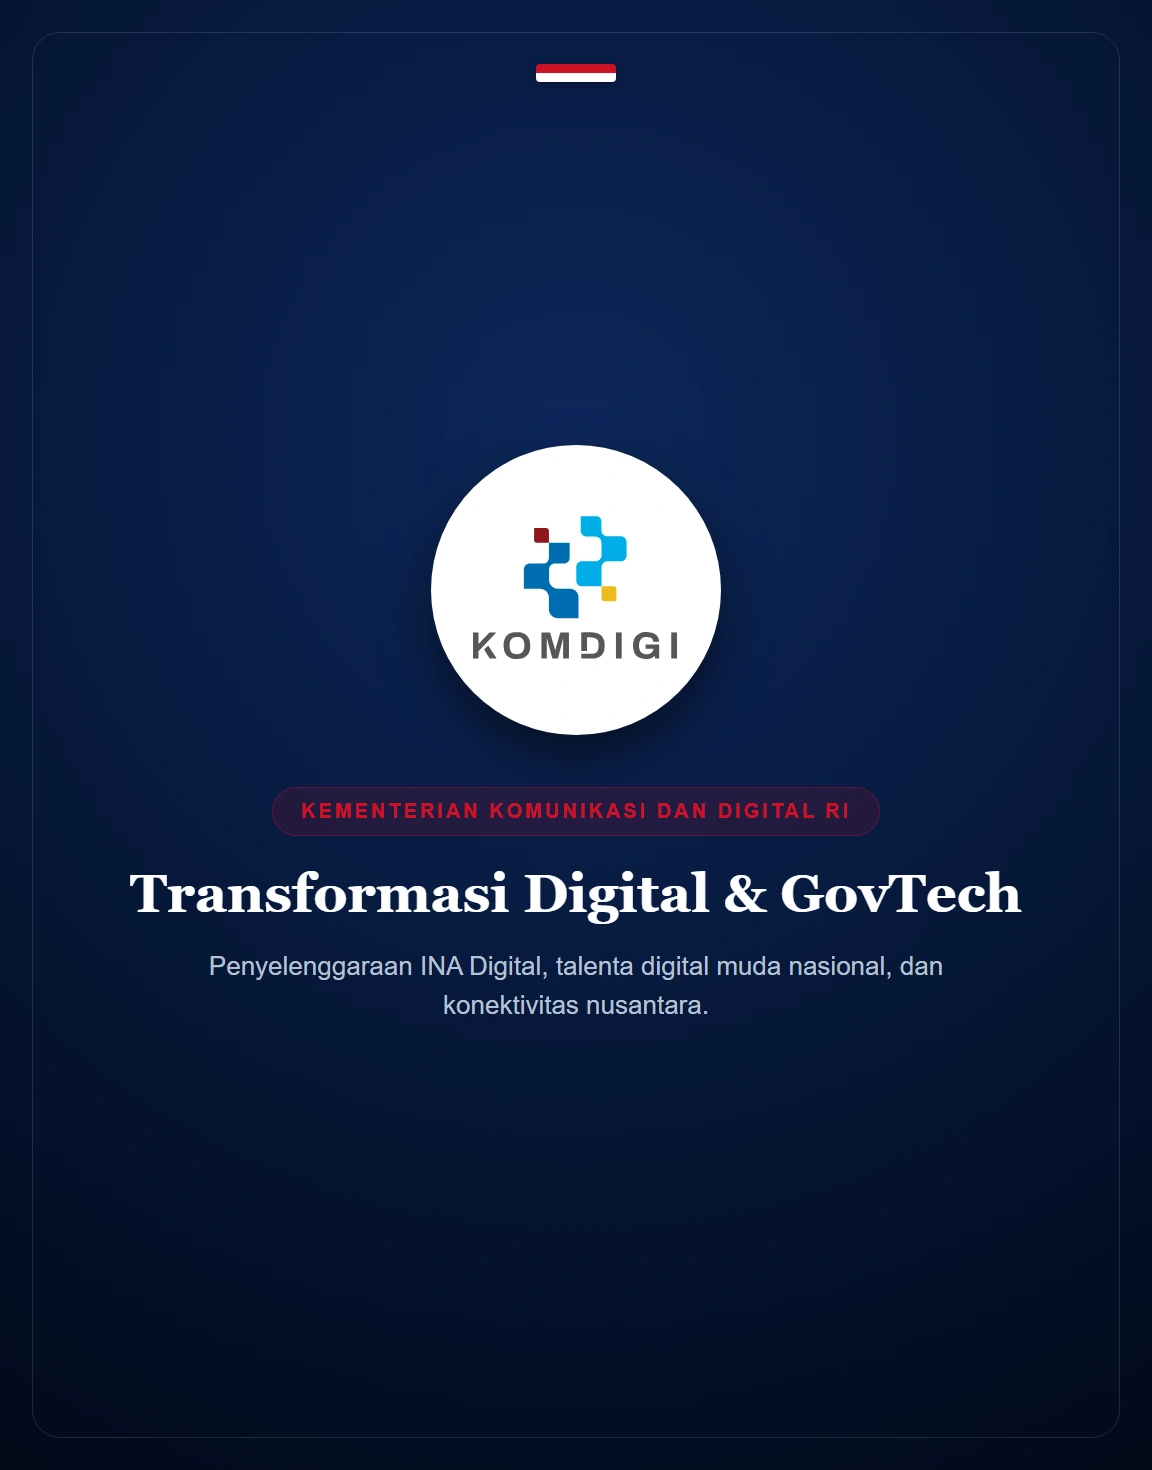 KOMDIGI
KEMENTERIAN KOMUNIKASI DAN DIGITAL RI
Transformasi Digital & GovTech
Penyelenggaraan INA Digital, talenta digital muda nasional, dan
konektivitas nusantara.